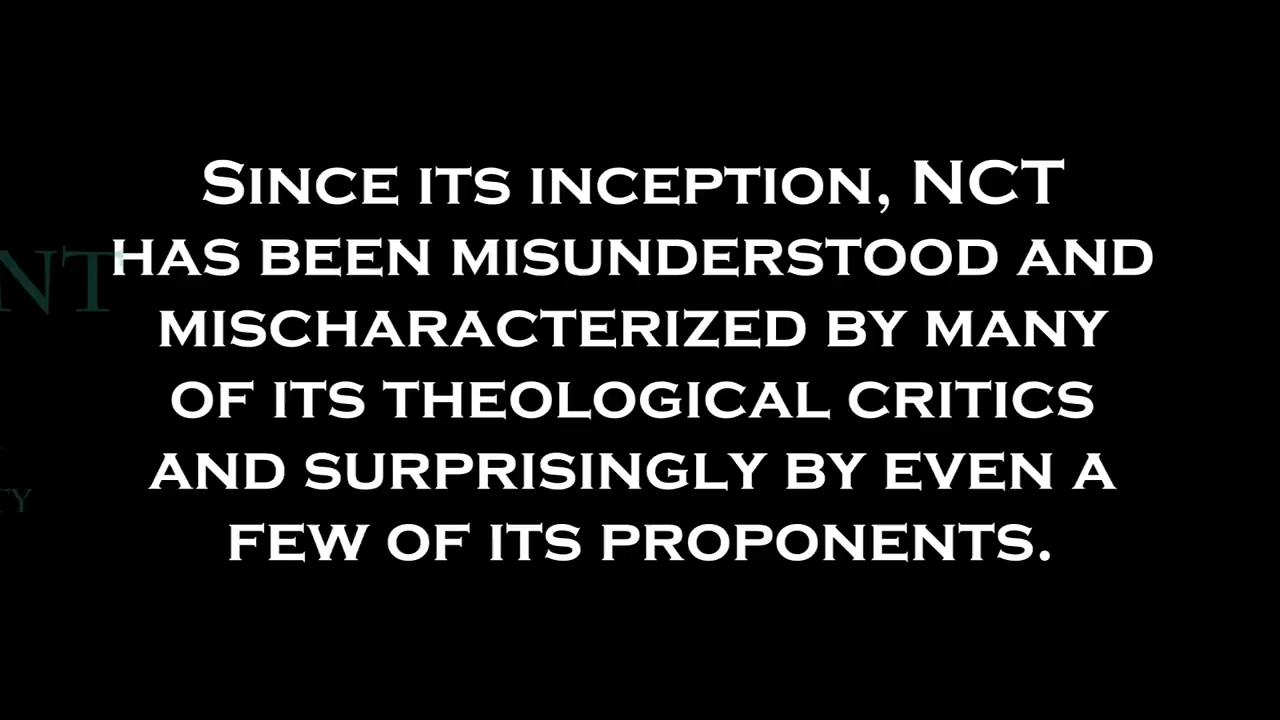 Since its inception, NCT
has been misunderstood and
mischaracterized by many
of its theological critics
and surprisingly by even a
few of its proponents.